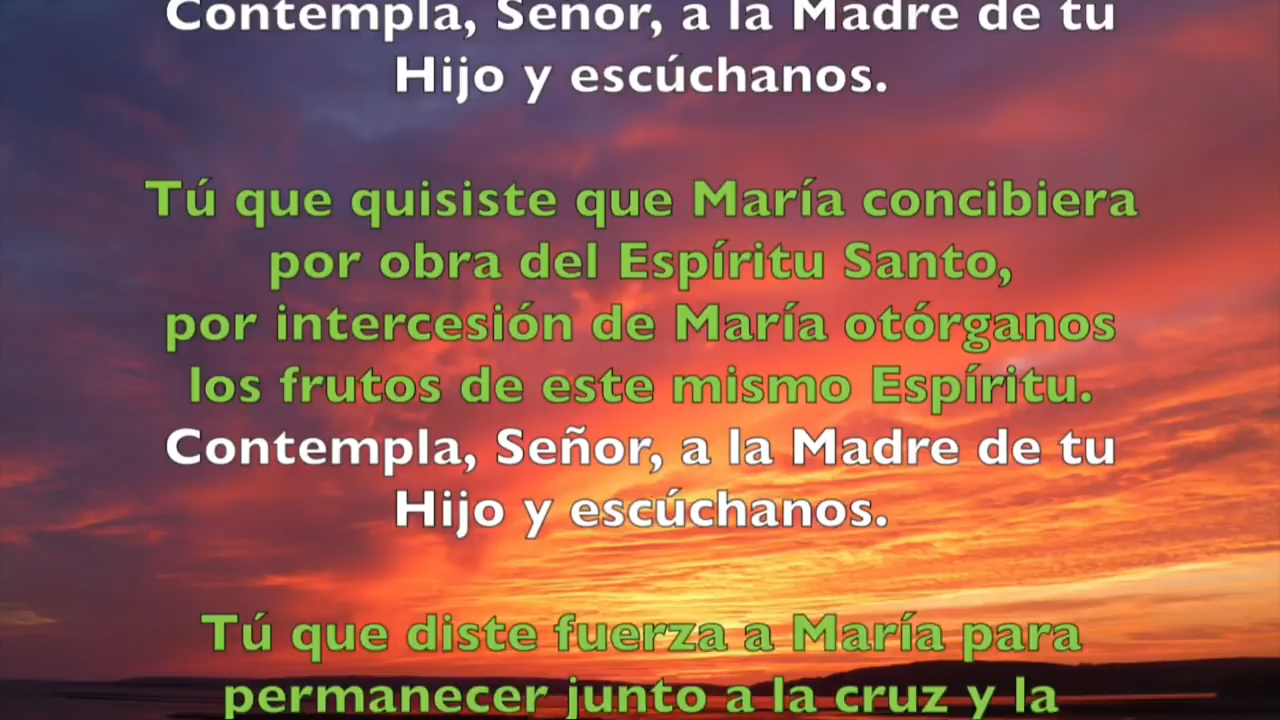 Contempla, Señor, a la Madre de tu
Hijo y escúchanos.
Tú que quisiste que María concibiera
por obra del Espíritu Santo,
por intercesión de María otórganos
los frutos de este mismo Espíritu.
Contempla, Señor, a la Madre de tu
Hijo y escúchanos.
Tú que diste fuerza a María para
permanecer junto a la cruz y la